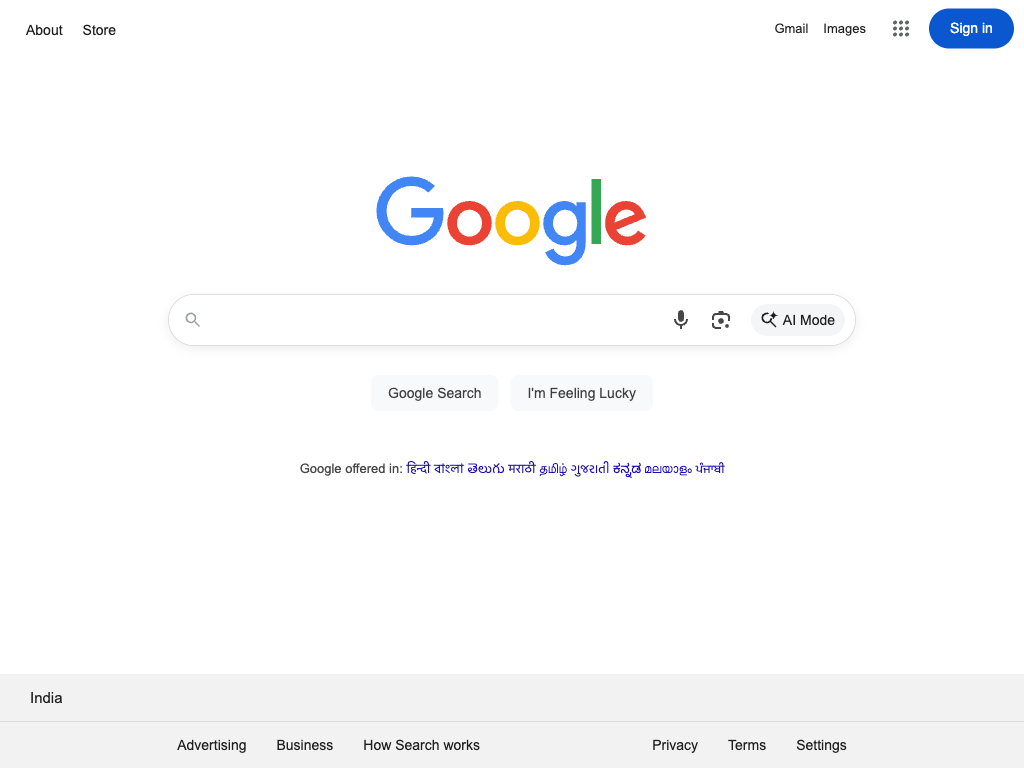 About Store Gmail Images Sign in
Google
AI Mode
Google Search I'm Feeling Lucky
Google offered in: हिन्दी বাংলা తెలుగు मराठी தமிழ் ગુજરાતી ಕನ್ನಡ മലയാളം ਪੰਜਾਬੀ
India
Advertising Business How Search works Privacy Terms Settings